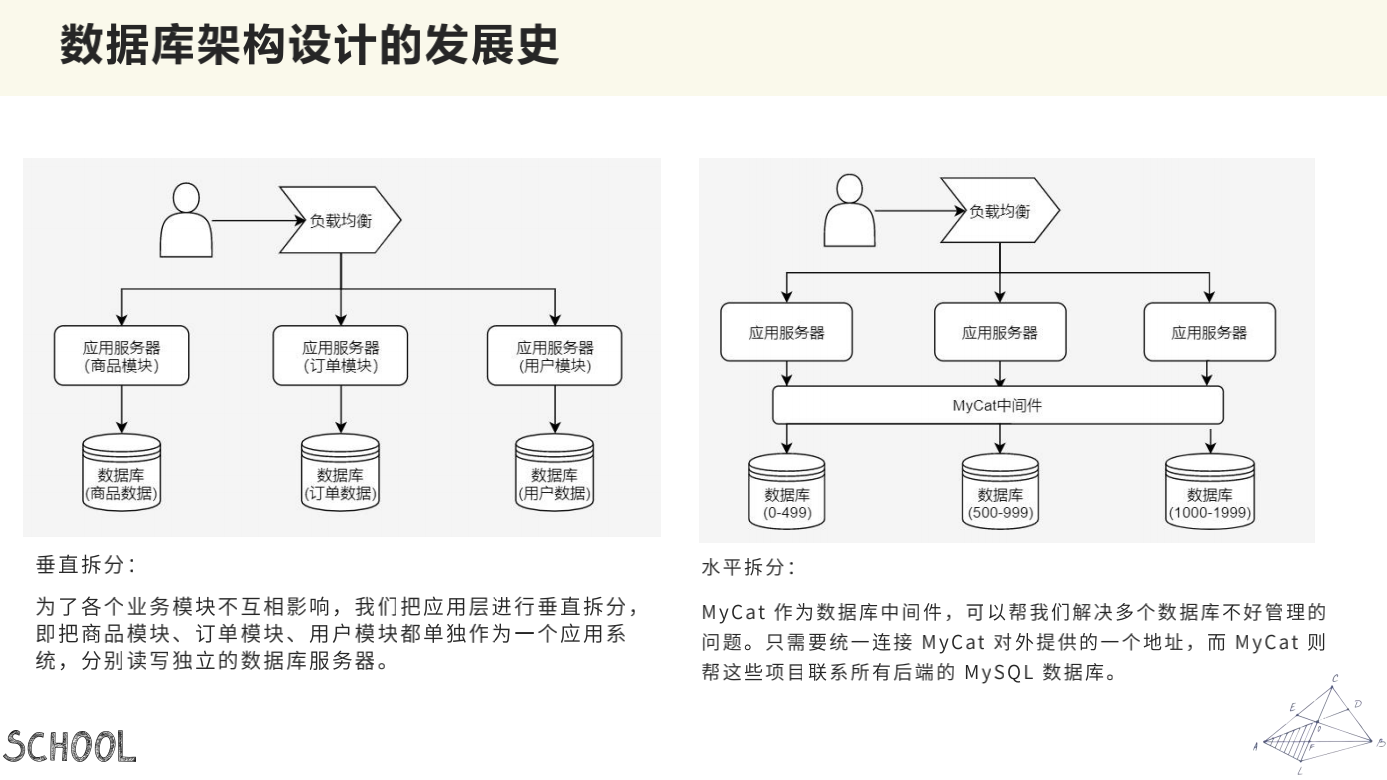 数据库架构设计的发展史
负载均衡
应用服务器
(商品模块)
应用服务器
(订单模块)
应用服务器
(用户模块)
数据库
(商品数据)
数据库
(订单数据)
数据库
(用户数据)
垂直拆分：
为了各个业务模块不互相影响，我们把应用层进行垂直拆分，
即把商品模块、订单模块、用户模块都单独作为一个应用系
统，分别读写独立的数据库服务器。
负载均衡
应用服务器
应用服务器
应用服务器
MyCat中间件
数据库
(0-499)
数据库
(500-999)
数据库
(1000-1999)
水平拆分：
MyCat 作为数据库中间件，可以帮我们解决多个数据库不好管理的
问题。只需要统一连接 MyCat 对外提供的一个地址，而 MyCat 则
帮这些项目联系所有后端的 MySQL 数据库。
SCHOOL
C
E
D
A
F
B
L